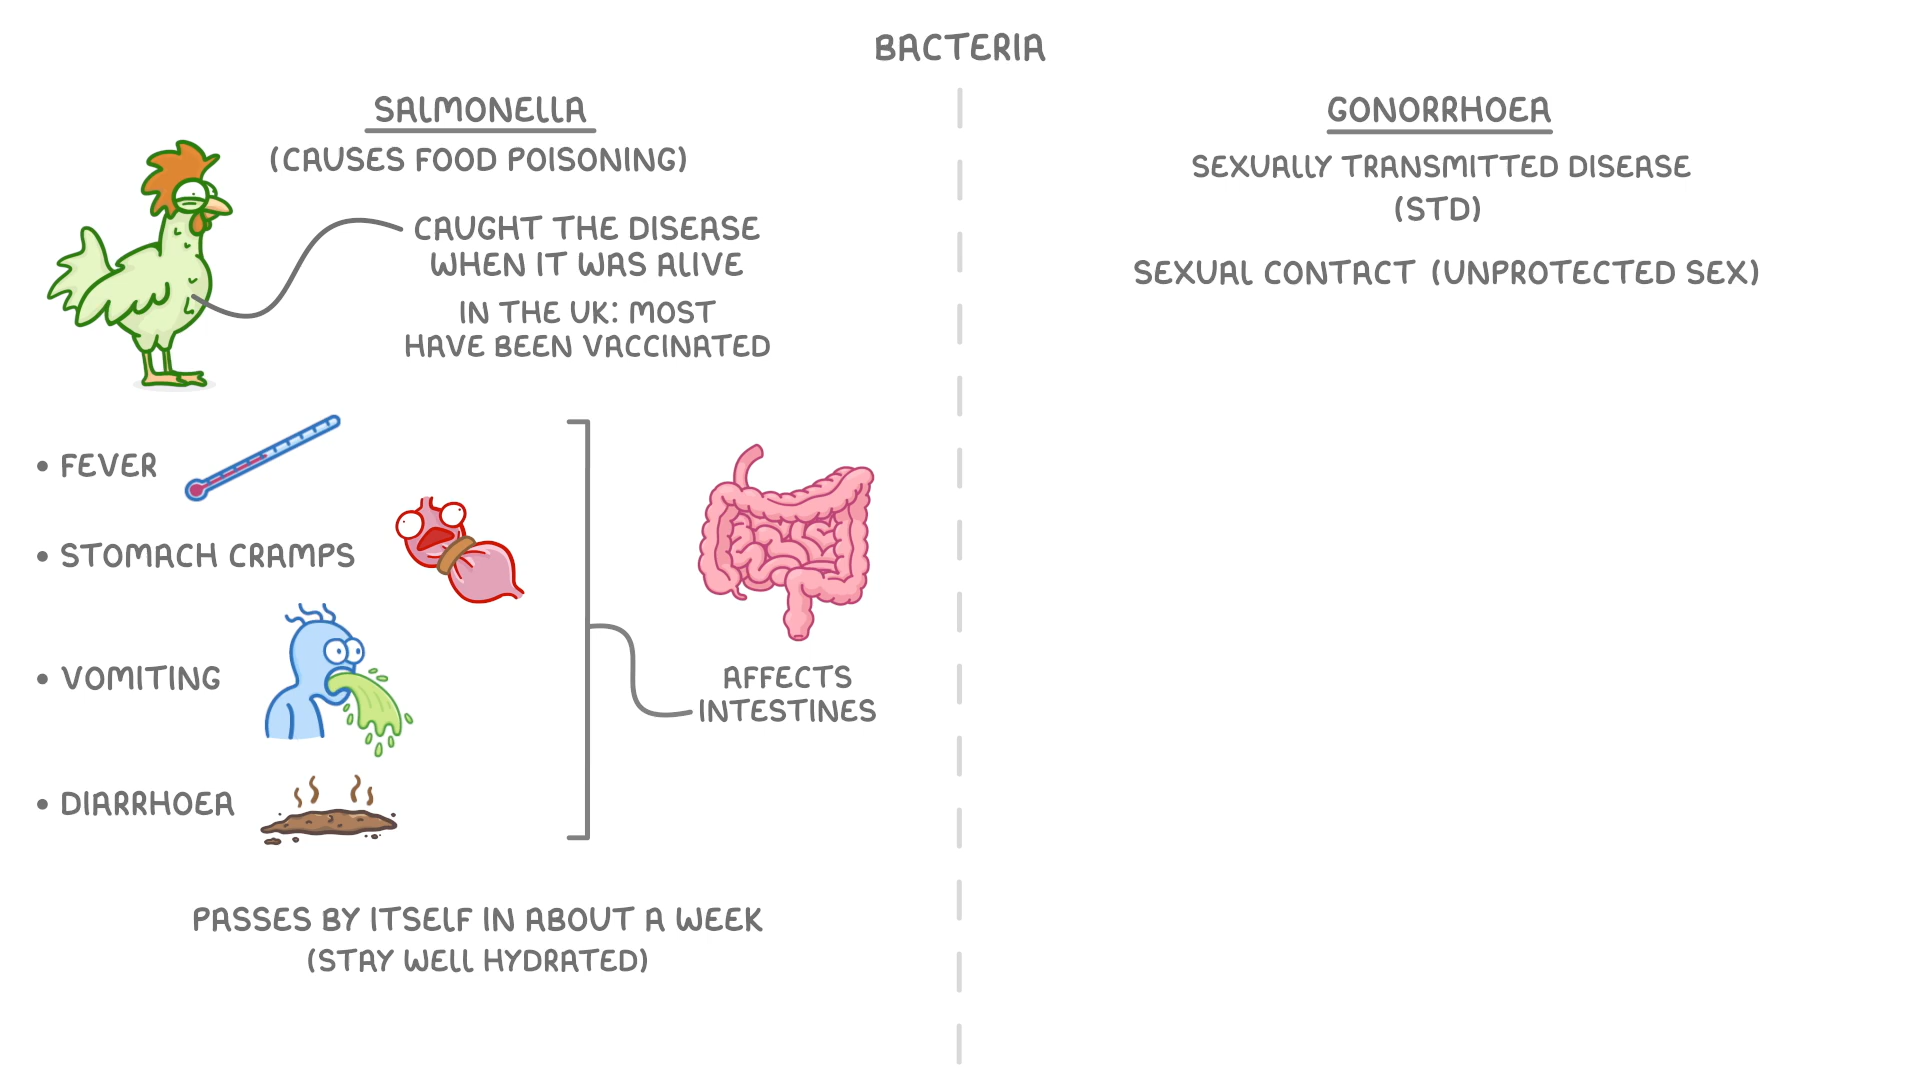 BACTERIA
SALMONELLA
(CAUSES FOOD POISONING)
CAUGHT THE DISEASE
WHEN IT WAS ALIVE
IN THE UK: MOST
HAVE BEEN VACCINATED
• FEVER
• STOMACH CRAMPS
• VOMITING
• DIARRHOEA
AFFECTS
INTESTINES
PASSES BY ITSELF IN ABOUT A WEEK
(STAY WELL HYDRATED)
GONORRHOEA
SEXUALLY TRANSMITTED DISEASE
(STD)
SEXUAL CONTACT (UNPROTECTED SEX)